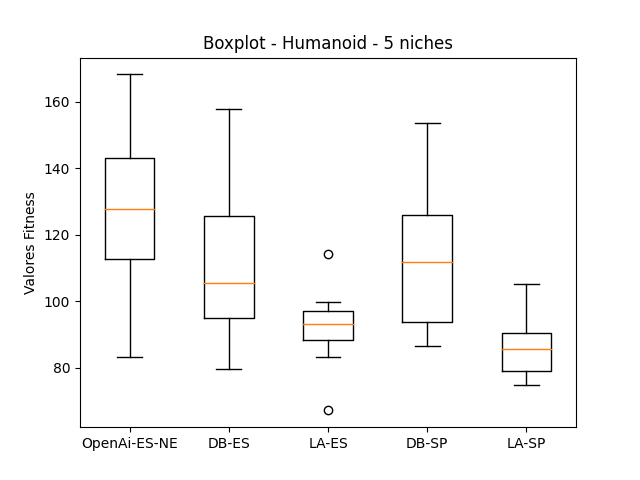 Boxplot - Humanoid - 5 niches
Valores Fitness
160
140
120
100
80
OpenAi-ES-NE DB-ES LA-ES DB-SP LA-SP